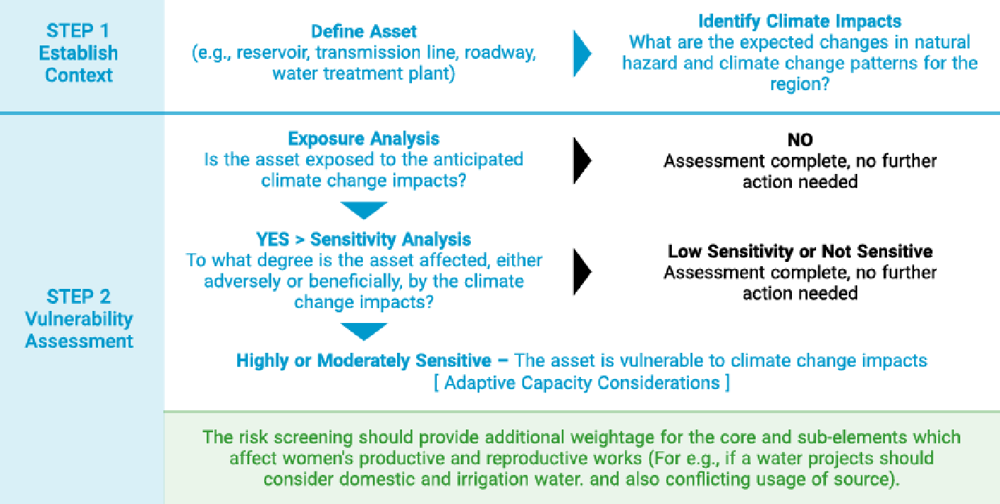 STEP 1
Establish
Context
Define Asset
(e.g., reservoir, transmission line, roadway,
water treatment plant)
Identify Climate Impacts
What are the expected changes in natural
hazard and climate change patterns for the
region?
STEP 2
Vulnerability
Assessment
Exposure Analysis
Is the asset exposed to the anticipated
climate change impacts?
NO
Assessment complete, no further
action needed
YES > Sensitivity Analysis
To what degree is the asset affected, either
adversely or beneficially, by the climate
change impacts?
Low Sensitivity or Not Sensitive
Assessment complete, no further
action needed
Highly or Moderately Sensitive – The asset is vulnerable to climate change impacts
[ Adaptive Capacity Considerations ]
The risk screening should provide additional weightage for the core and sub-elements which
affect women's productive and reproductive works (For e.g., if a water projects should
consider domestic and irrigation water. and also conflicting usage of source).